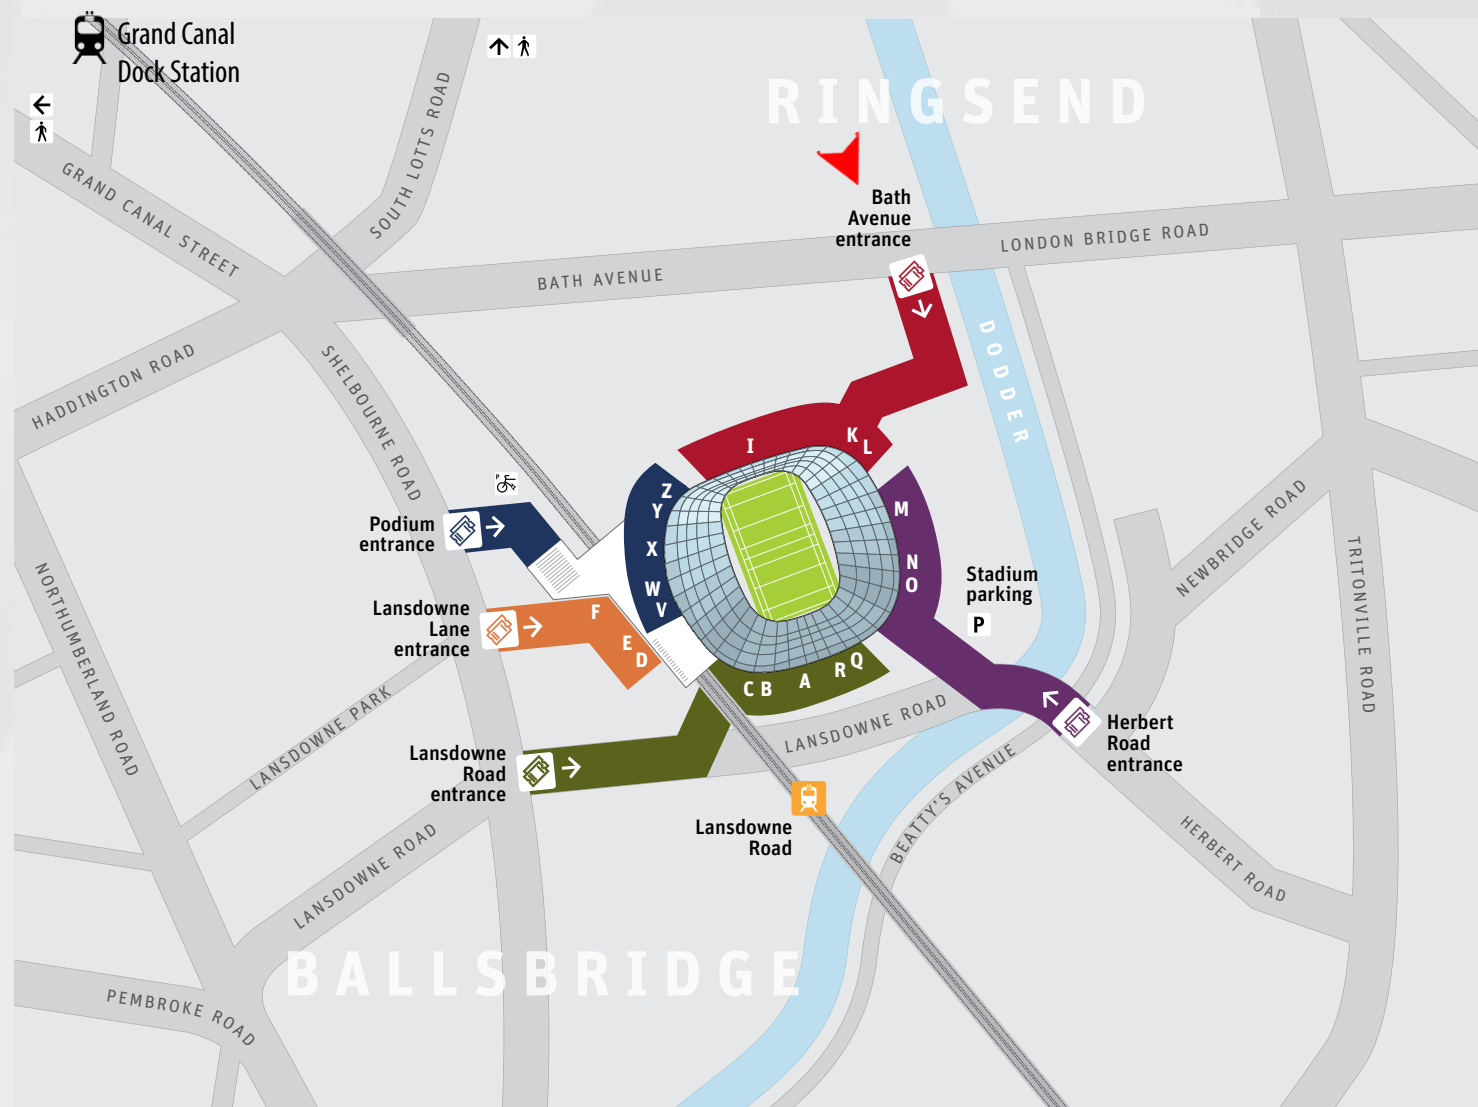 Grand Canal
Dock Station
SOUTH LOTTS ROAD
RINGSEND
GRAND CANAL STREET
Bath
Avenue
entrance
LONDON BRIDGE ROAD
BATH AVENUE
HADDINGTON ROAD
SHELBOURNE ROAD
DODDER
I
K
L
Z
Y
X
W
V
M
N
O
P
Podium
entrance
Lansdowne
Lane
entrance
F
E
D
Stadium
parking
P
NEWBRIDGE ROAD
TRITONVILLE ROAD
NORTHUMBERLAND ROAD
LANSDOWNE PARK
C B A R Q
Lansdowne
Road
entrance
LANSDOWNE ROAD
Herbert
Road
entrance
Lansdowne
Road
BEATTY'S AVENUE
HERBERT ROAD
LANSDOWNE ROAD
BALLSBRIDGE
PEMBROKE ROAD